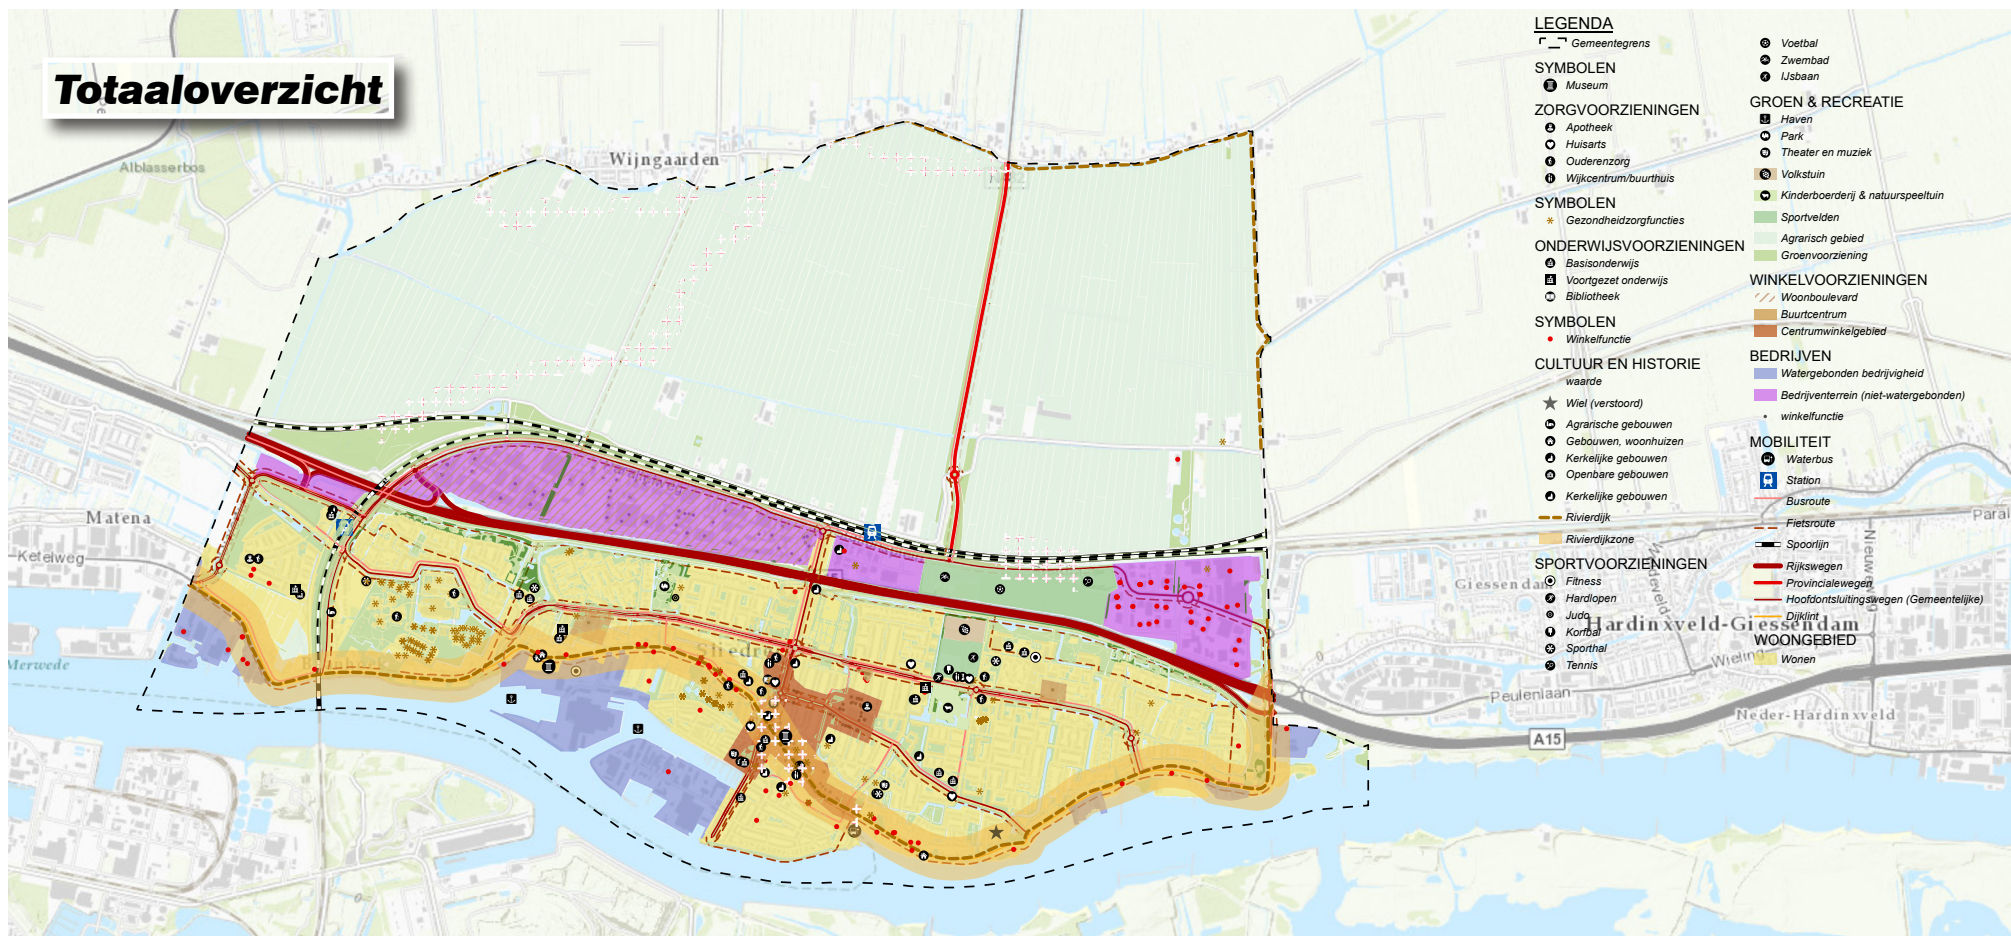 Totaaloverzicht
Alblasserbos
Wijngaarden
Matena
Ketelweg
Merwede
Sliedre
Giessendam
Hardinxveld-Giessendam
Wieling
Nieuwweg
Paral
Peulenlaan
Neder-Hardinxveld
A15
LEGENDA
Gemeentegrens
SYMBOLEN
Museum
ZORGVOORZIENINGEN
Apotheek
Huisarts
Ouderenzorg
Wijkcentrum/buurthuis
SYMBOLEN
Gezondheidzorgfuncties
ONDERWIJSVOORZIENINGEN
Basisonderwijs
Voortgezet onderwijs
Bibliotheek
SYMBOLEN
Winkelfunctie
CULTUUR EN HISTORIE
waarde
Wiel (verstoord)
Agrarische gebouwen
Gebouwen, woonhuizen
Kerkelijke gebouwen
Openbare gebouwen
Kerkelijke gebouwen
Rivierdijk
Rivierdijkzone
SPORTVOORZIENINGEN
Fitness
Hardlopen
Judo
Korfbal
Sporthal
Tennis
Voetbal
Zwembad
IJsbaan
GROEN & RECREATIE
Haven
Park
Theater en muziek
Volkstuin
Kinderboerderij & natuurspeeltuin
Sportvelden
Agrarisch gebied
Groenvoorziening
WINKELVOORZIENINGEN
Woonboulevard
Buurtcentrum
Centrumwinkelgebied
BEDRIJVEN
Watergebonden bedrijvigheid
Bedrijventerrein (niet-watergebonden)
winkelfunctie
MOBILITEIT
Waterbus
Station
Busroute
Fietsroute
Spoorlijn
Rijkswegen
Provincialewegen
Hoofdontsluitingswegen (Gemeentelijke)
Dijklint
WOONGEBIED
Wonen